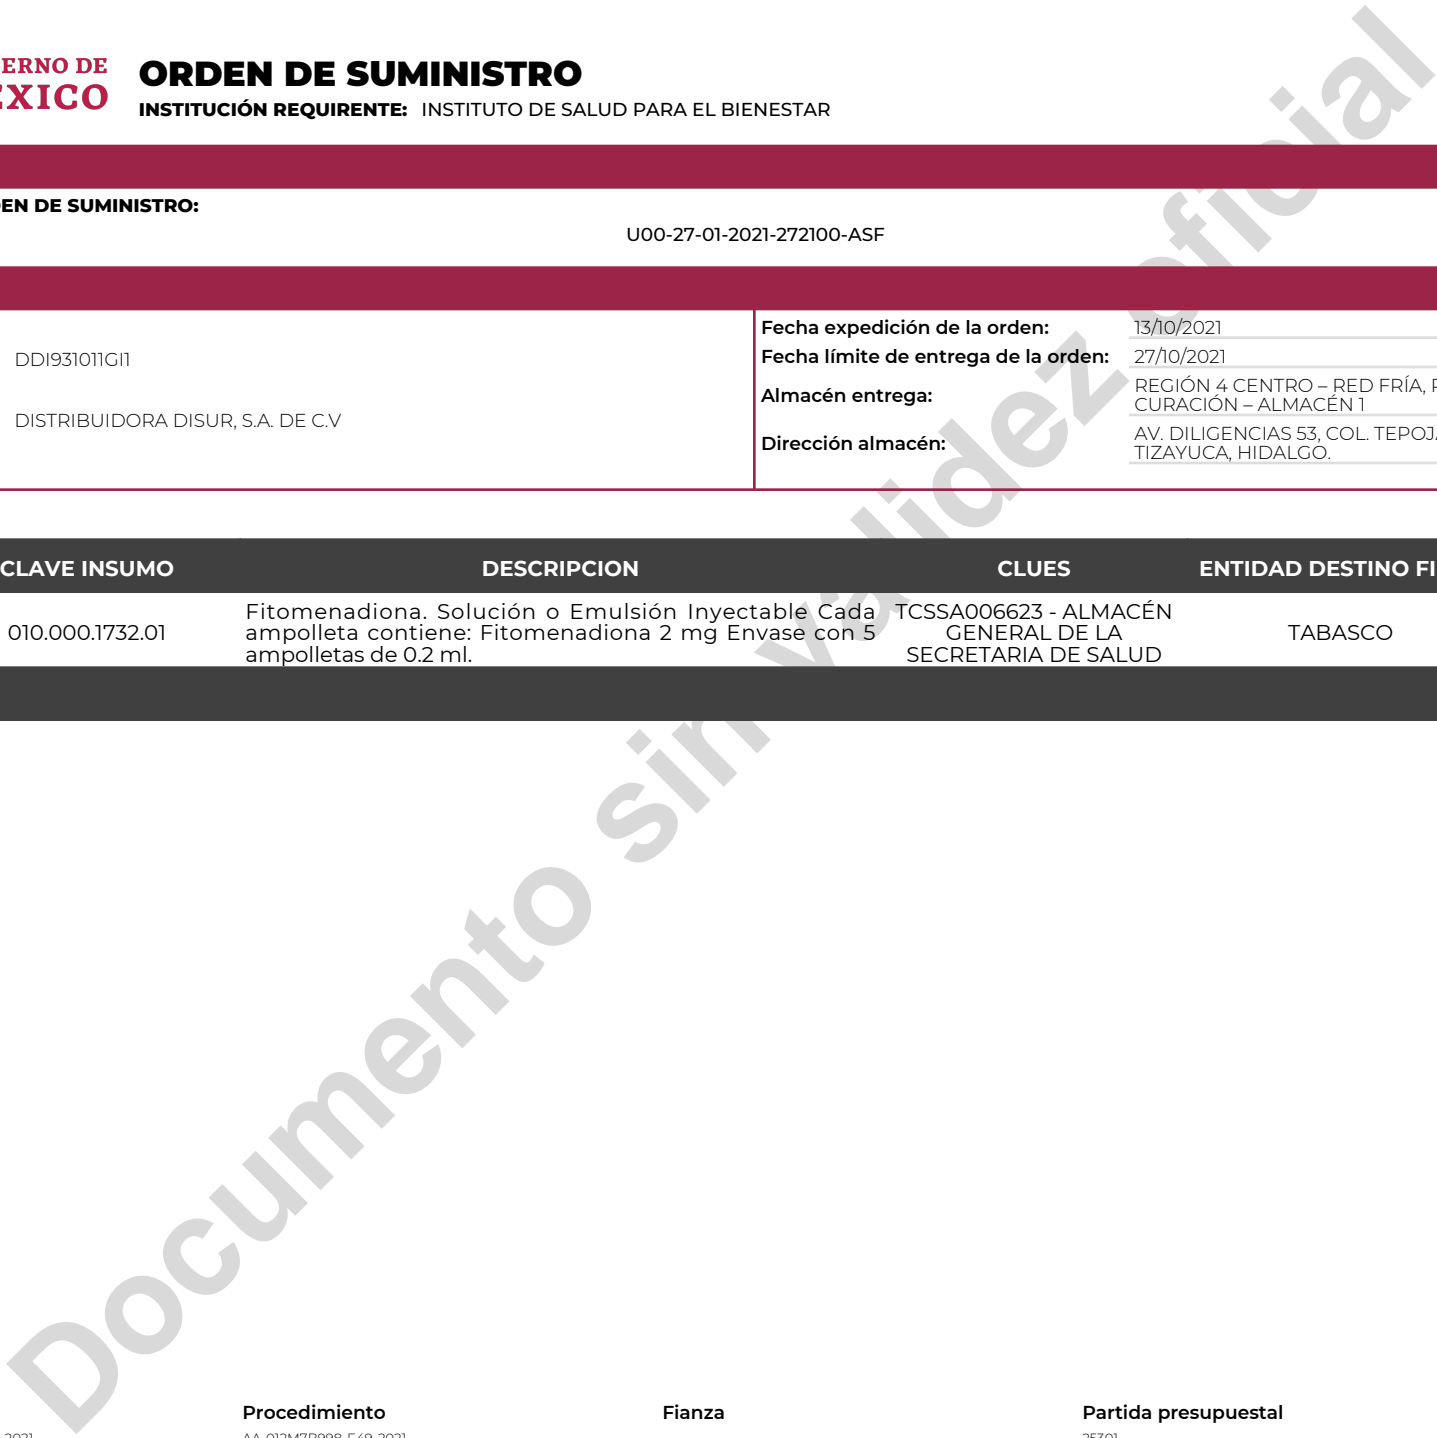 ERNO DE
ORDEN DE SUMINISTRO
INSTITUCIÓN REQUIRENTE: INSTITUTO DE SALUD PARA EL BIENESTAR
EN DE SUMINISTRO:
U00-27-01-2021-272100-ASF
DDI931011GI1
DISTRIBUIDORA DISUR, S.A. DE C.V
Fecha expedición de la orden: 13/10/2021
Fecha límite de entrega de la orden: 27/10/2021
Almacén entrega: REGIÓN 4 CENTRO – RED FRÍA,
CURACIÓN – ALMACÉN 1
Dirección almacén: AV. DILIGENCIAS 53, COL. TEPOJA
TIZAYUCA, HIDALGO.
CLAVE INSUMO DESCRIPCION CLUES ENTIDAD DESTINO FI
010.000.1732.01
Fitomenadiona. Solución o Emulsión Inyectable Cada
ampolleta contiene: Fitomenadiona 2 mg Envase con 5
ampolletas de 0.2 ml.
TCSSA006623 - ALMACÉN
GENERAL DE LA
SECRETARIA DE SALUD
TABASCO
Documento sin validez oficial
Procedimiento Fianza Partida presupuestal